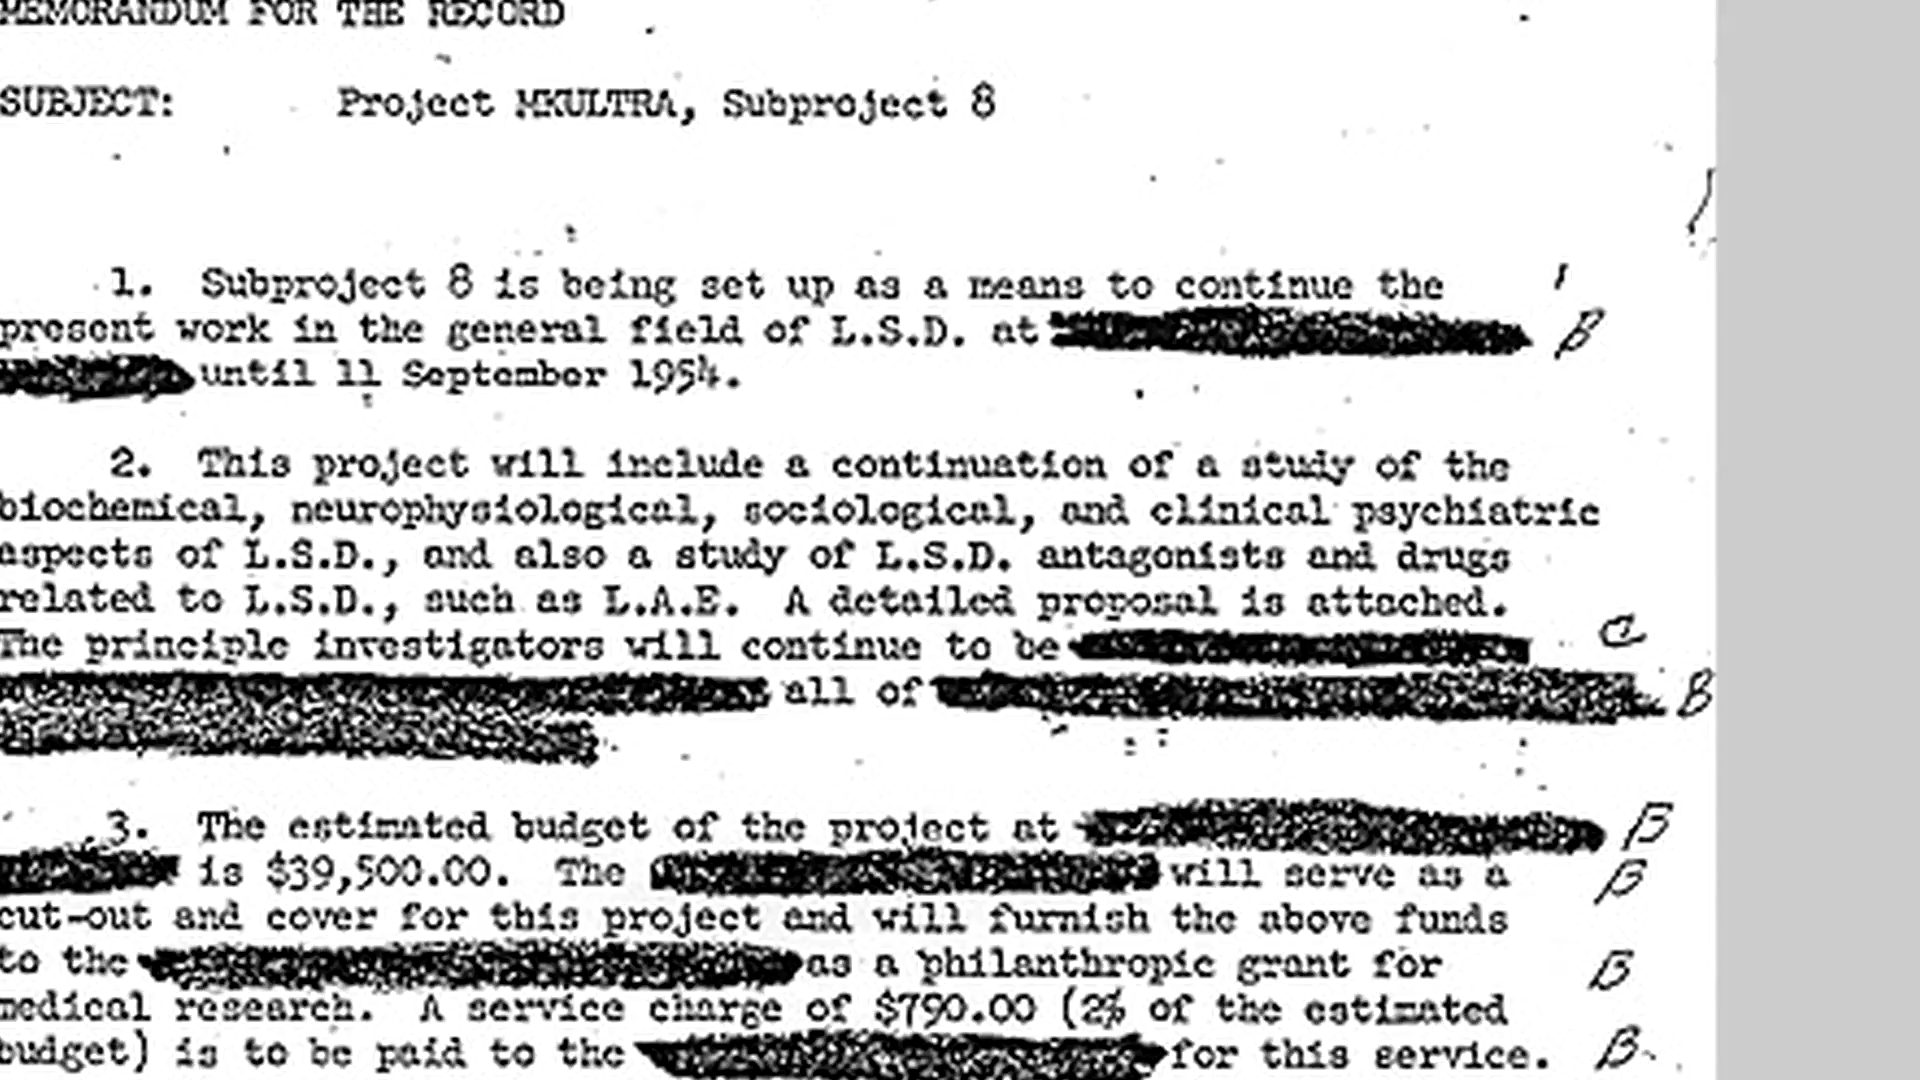 MEMORANDUM FOR THE RECORD
SUBJECT: Project MKULTRA, Subproject 8
1. Subproject 8 is being set up as a means to continue the
present work in the general field of L.S.D. at B
until 11 September 1954.
2. This project will include a continuation of a study of the
biochemical, neurophysiological, sociological, and clinical psychiatric
aspects of L.S.D., and also a study of L.S.D. antagonists and drugs
related to L.S.D., such as L.A.E. A detailed proposal is attached.
The principle investigators will continue to be C
all of B
3. The estimated budget of the project at B
is $39,500.00. The will serve as a B
cut-out and cover for this project and will furnish the above funds
to the as a philanthropic grant for B
medical research. A service charge of $790.00 (2% of the estimated
budget) is to be paid to the for this service. B